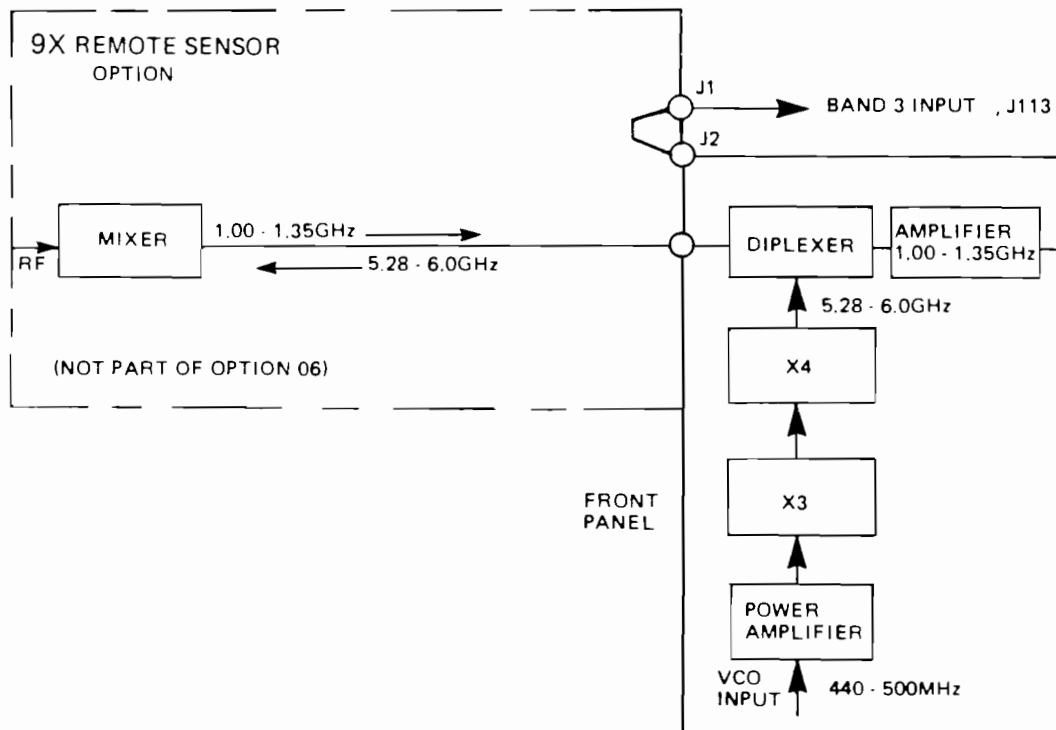 9X REMOTE SENSOR
OPTION
J1
BAND 3 INPUT , J113
J2
MIXER
RF
1.00 - 1.35GHz
5.28 - 6.0GHz
DIPLEXER
AMPLIFIER
1.00 - 1.35GHz
5.28 - 6.0GHz
(NOT PART OF OPTION 06)
X4
X3
FRONT
PANEL
POWER
AMPLIFIER
VCO
INPUT
440 - 500MHz